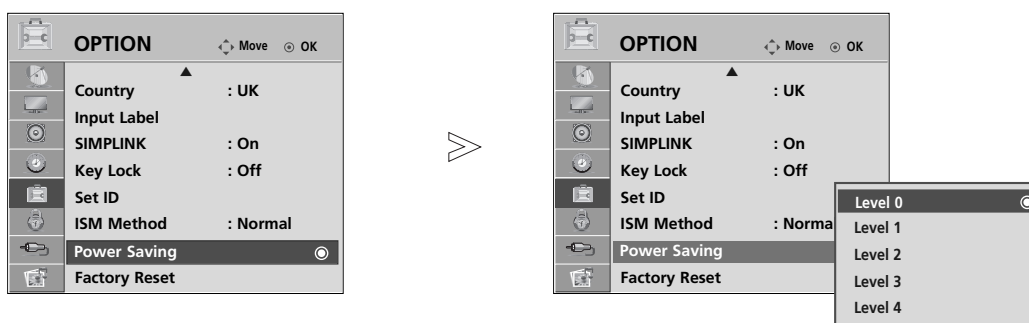 OPTION Move OK
Country : UK
Input Label
SIMPLINK : On
Key Lock : Off
Set ID
ISM Method : Normal
Power Saving
Factory Reset
OPTION Move OK
Country : UK
Input Label
SIMPLINK : On
Key Lock : Off
Set ID
ISM Method : Norma
Power Saving
Factory Reset
Level 0
Level 1
Level 2
Level 3
Level 4